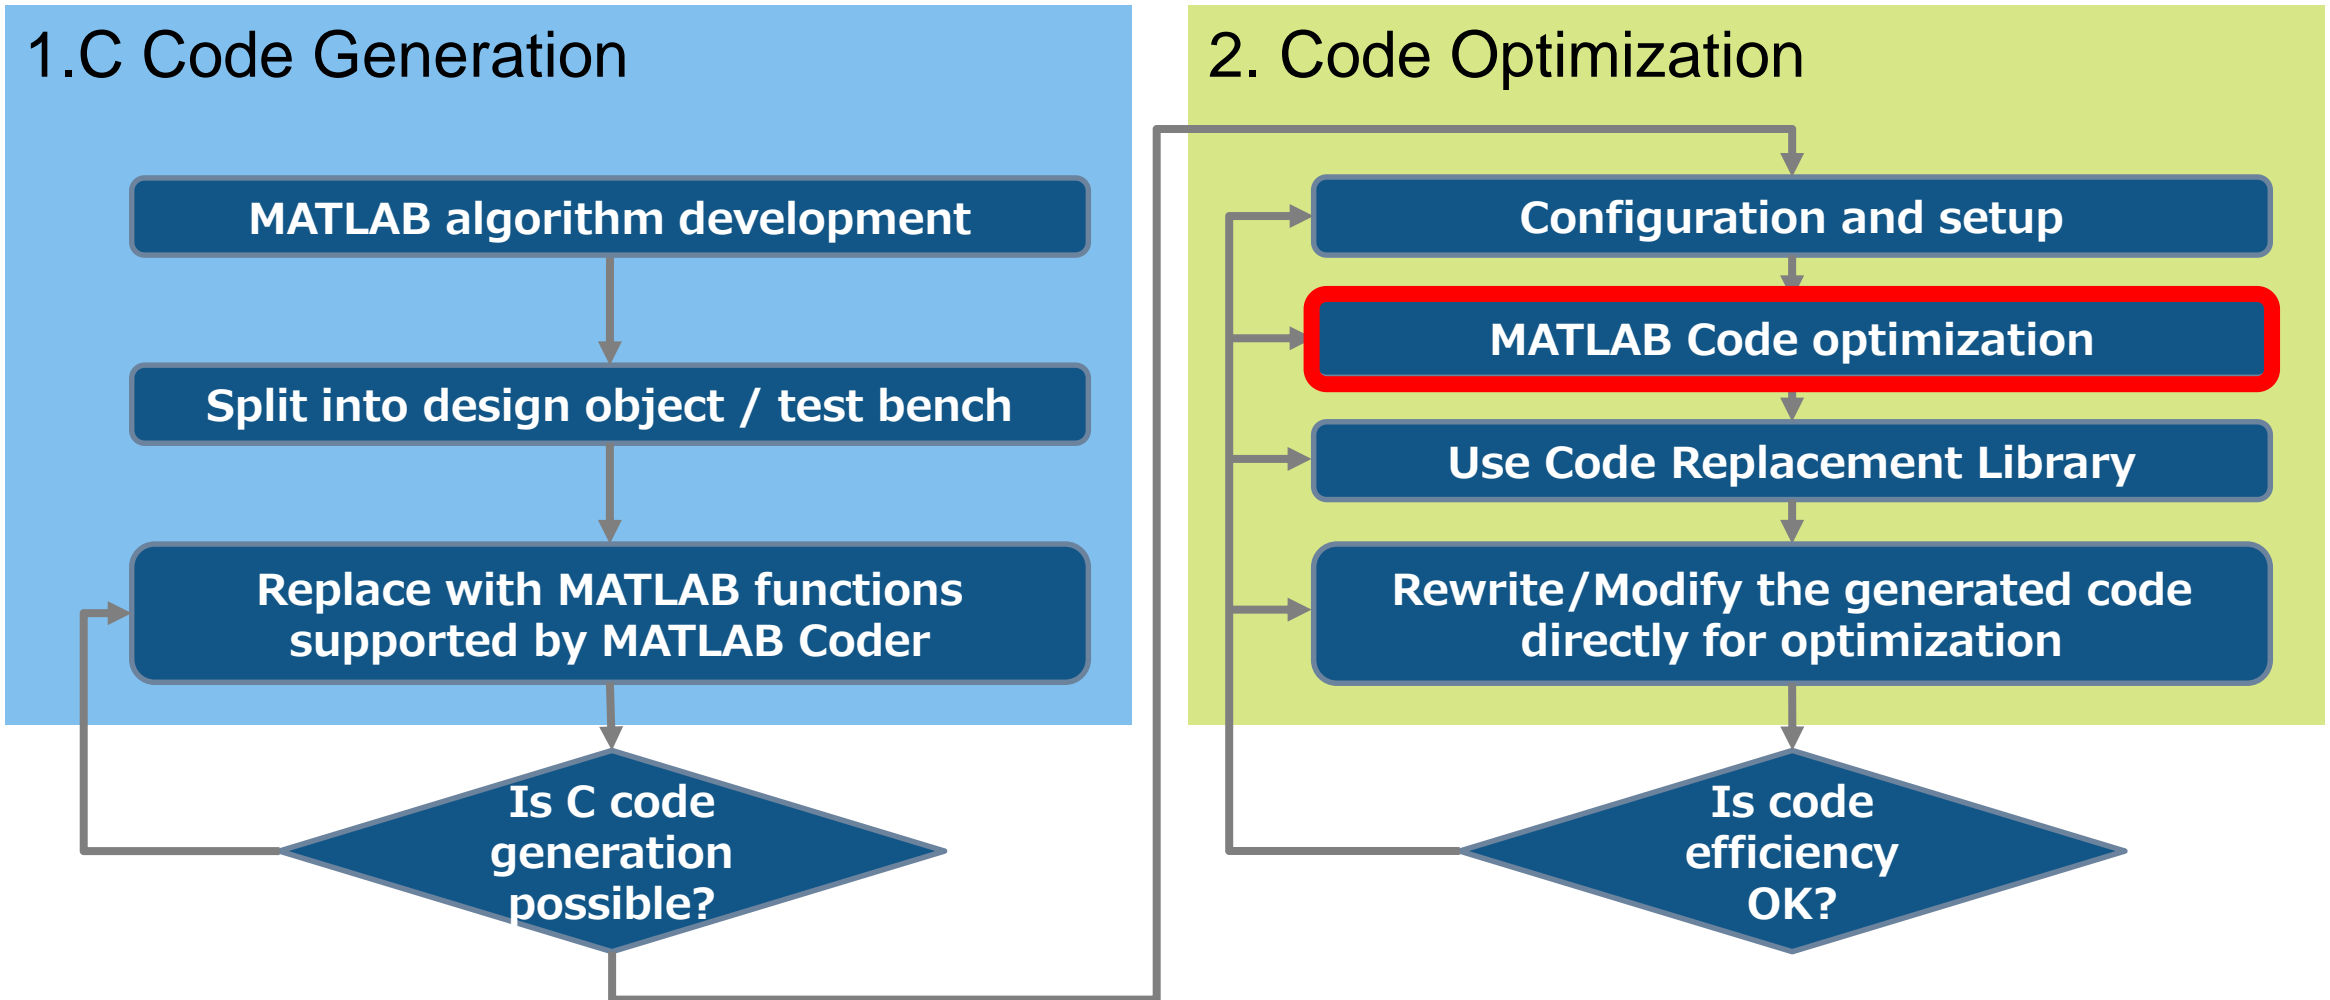 1.C Code Generation
MATLAB algorithm development
Split into design object / test bench
Replace with MATLAB functions
supported by MATLAB Coder
Is C code
generation
possible?
2. Code Optimization
Configuration and setup
MATLAB Code optimization
Use Code Replacement Library
Rewrite/Modify the generated code
directly for optimization
Is code
efficiency
OK?